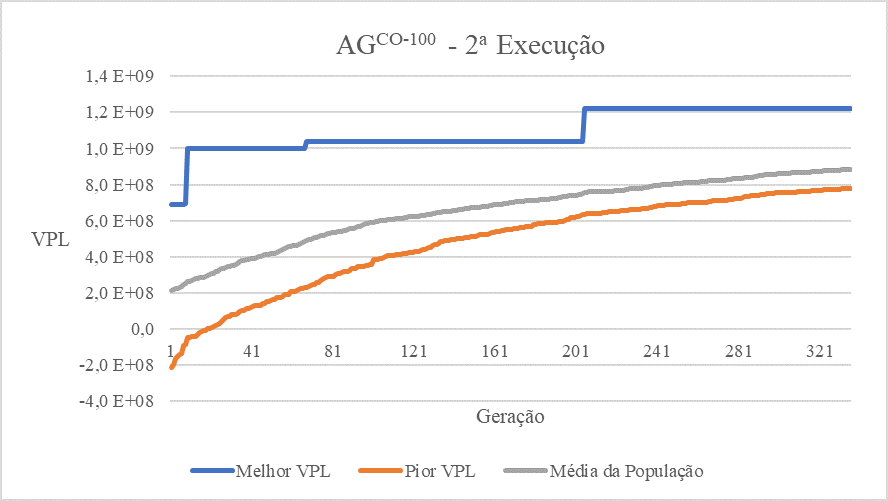 AGCO-100 - 2ª Execução
1,4 E+09
1,2 E+09
1,0 E+09
8,0 E+08
6,0 E+08
VPL
4,0 E+08
2,0 E+08
0,0
1 41 81 121 161 201 241 281 321
-2,0 E+08
-4,0 E+08
Geração
Melhor VPL Pior VPL Média da População